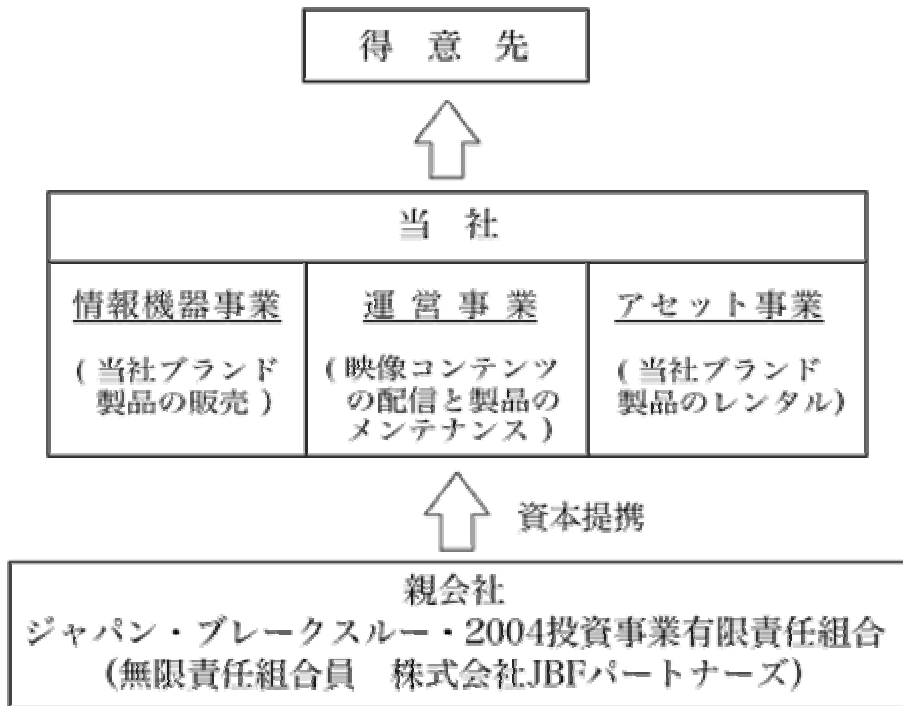 得意先
当社
情報機器事業
(当社ブランド
製品の販売)
運営事業
(映像コンテンツ
の配信と製品の
メンテナンス)
アセット事業
(当社ブランド
製品のレンタル)
資本提携
親会社
ジャパン・ブレークスルー・2004投資事業有限責任組合
(無限責任組合員　株式会社JBFパートナーズ)